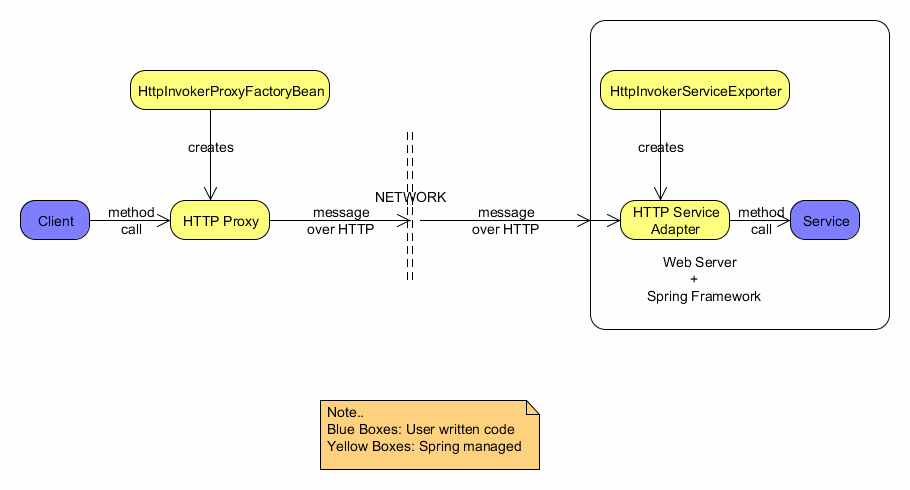 HttpInvokerProxyFactoryBean
HttpInvokerServiceExporter
creates
creates
NETWORK
Client
method
call
HTTP Proxy
message
over HTTP
message
over HTTP
HTTP Service
Adapter
method
call
Service
Web Server
+
Spring Framework
Note..
Blue Boxes: User written code
Yellow Boxes: Spring managed